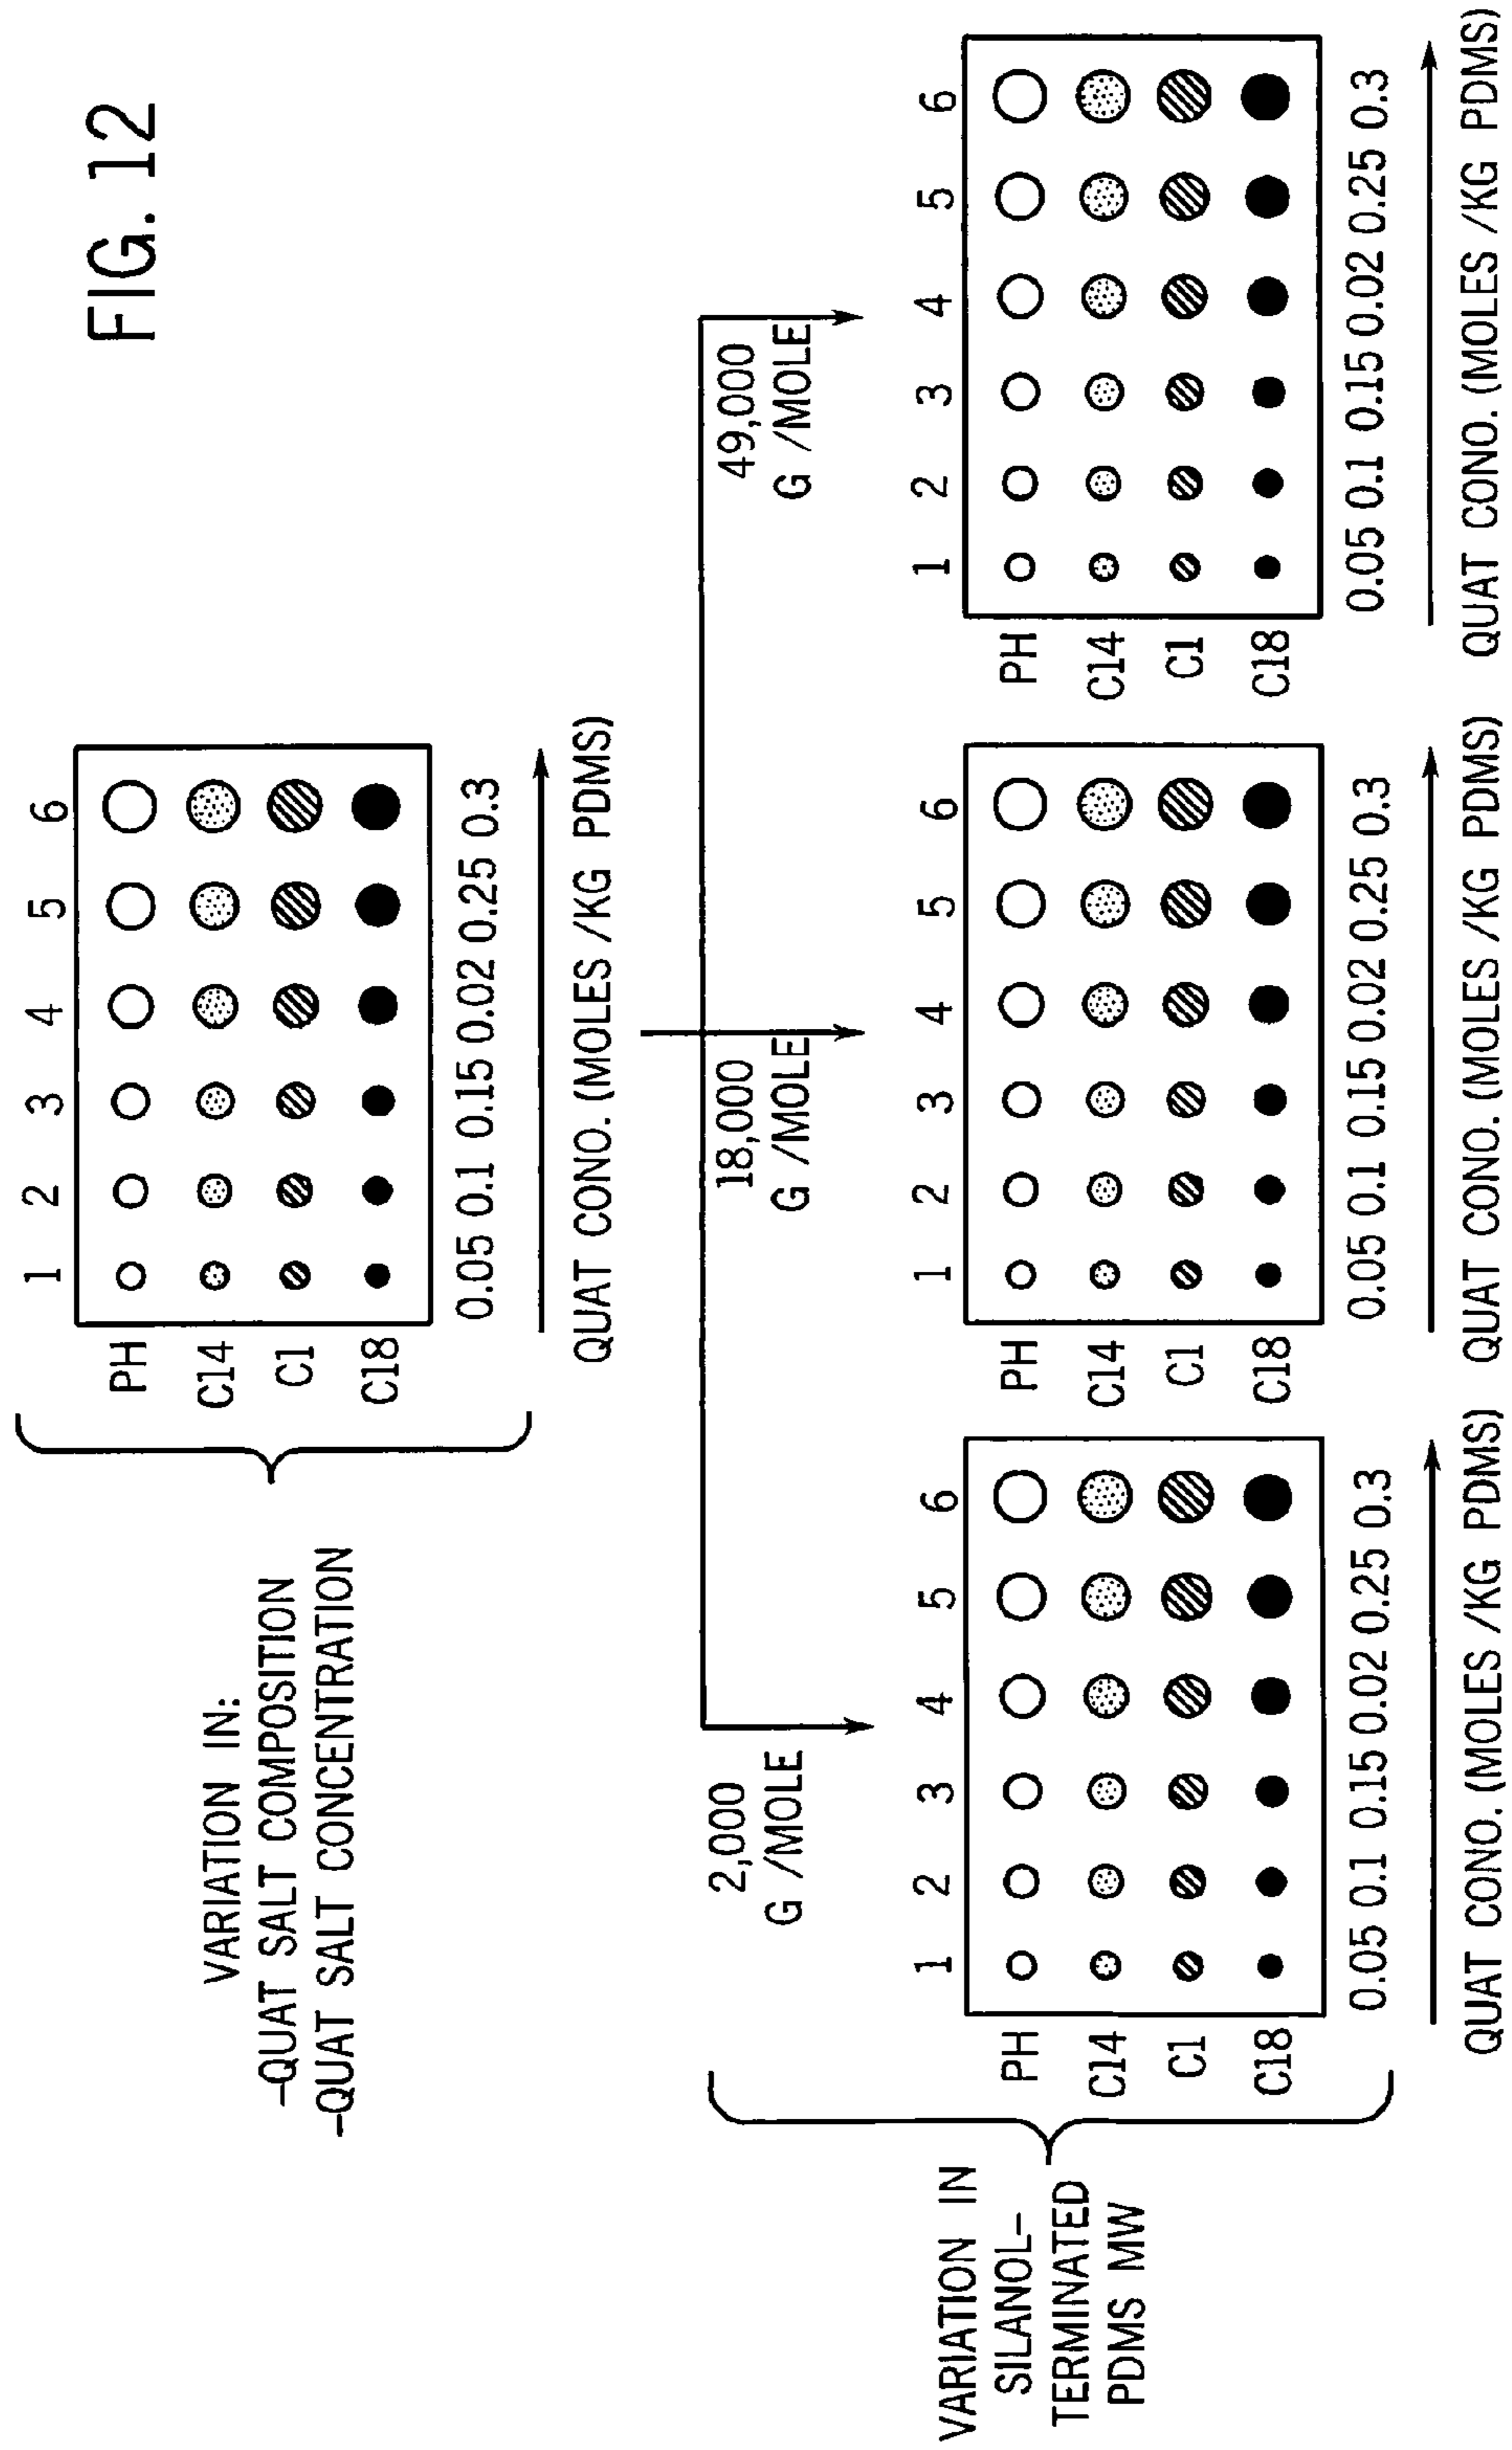 FIG. 12
VARIATION IN:
-QUAT SALT COMPOSITION
-QUAT SALT CONCENTRATION
1 2 3 4 5 6
PH
C14
C1
C18
0.05 0.1 0.15 0.02 0.25 0.3
QUAT CONO. (MOLES /KG PDMS)
2,000
G /MOLE
18,000
G /MOLE
49,000
G /MOLE
VARIATION IN
SILANOL-
TERMINATED
PDMS MW
1 2 3 4 5 6
PH
C14
C1
C18
0.05 0.1 0.15 0.02 0.25 0.3
QUAT CONO. (MOLES /KG PDMS)
1 2 3 4 5 6
PH
C14
C1
C18
0.05 0.1 0.15 0.02 0.25 0.3
QUAT CONO. (MOLES /KG PDMS)
1 2 3 4 5 6
PH
C14
C1
C18
0.05 0.1 0.15 0.02 0.25 0.3
QUAT CONO. (MOLES /KG PDMS)